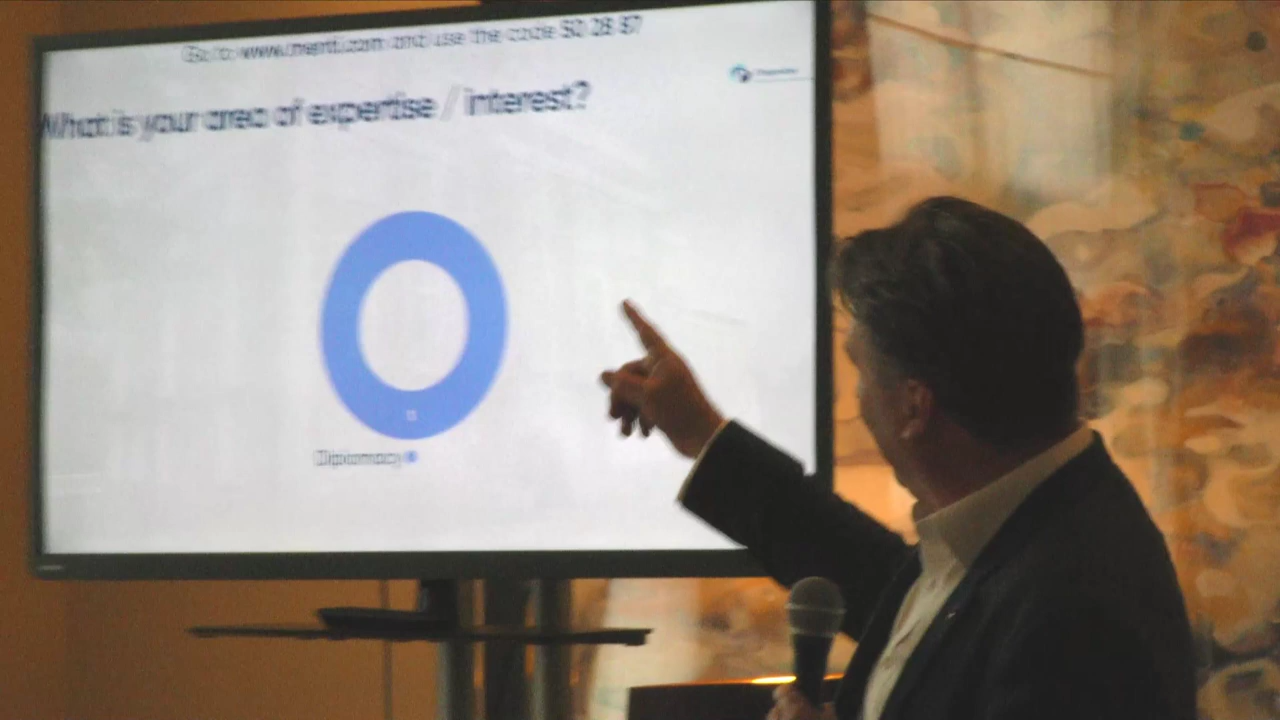 Go to www.menti.com and use the code 50 28 87
What is your area of expertise / interest?
Diplomacy